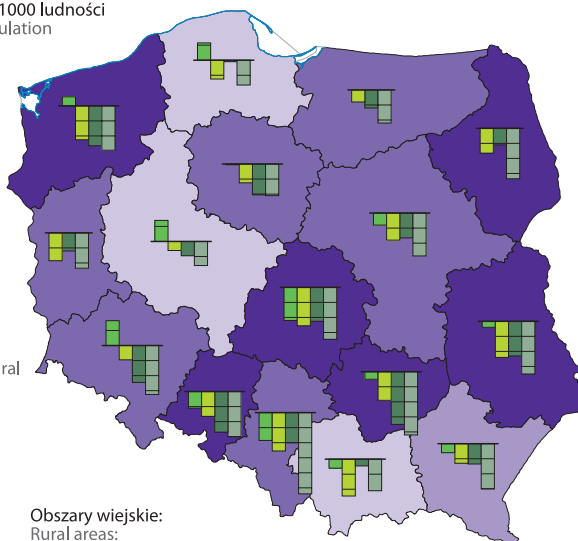 1000 ludności
ulation
ral
Obszary wiejskie:
Rural areas: